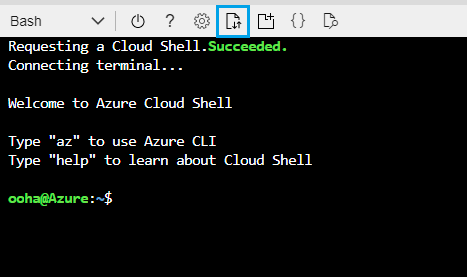 Bash
Requesting a Cloud Shell.Succeeded.
Connecting terminal...
Welcome to Azure Cloud Shell
Type "az" to use Azure CLI
Type "help" to learn about Cloud Shell
ooha@Azure:~$